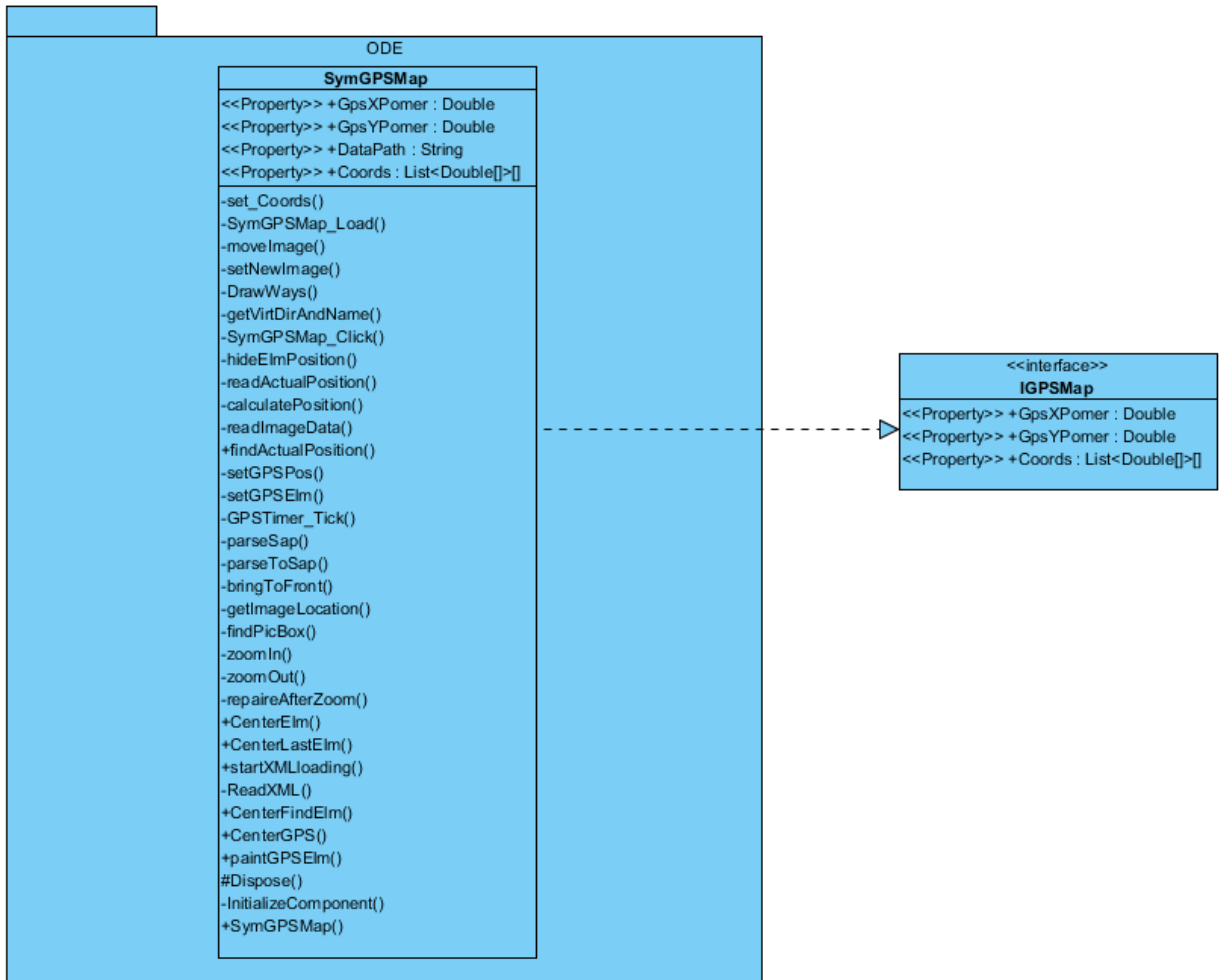 ODE
SymGPSMap
<<Property>> +GpsXPomer : Double
<<Property>> +GpsYPomer : Double
<<Property>> +DataPath : String
<<Property>> +Coords : List<Double[]>[]
-set_Coords()
-SymGPSMap_Load()
-moveImage()
-setNewImage()
-DrawWays()
-getVirtDirAndName()
-SymGPSMap_Click()
-hideElmPosition()
-readActualPosition()
-calculatePosition()
-readImageData()
+findActualPosition()
-setGPSPos()
-setGPSElm()
-GPSTimer_Tick()
-parseSap()
-parseToSap()
-bringToFront()
-getImageLocation()
-findPicBox()
-zoomIn()
-zoomOut()
-repaireAfterZoom()
+CenterElm()
+CenterLastElm()
+startXMLloading()
-ReadXML()
+CenterFindElm()
+CenterGPS()
+paintGPSElm()
#Dispose()
-InitializeComponent()
+SymGPSMap()
<<interface>>
IGPSMap
<<Property>> +GpsXPomer : Double
<<Property>> +GpsYPomer : Double
<<Property>> +Coords : List<Double[]>[]